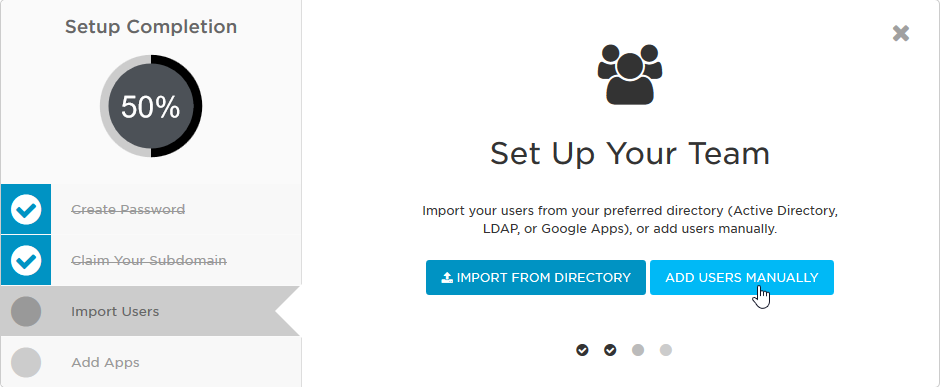 Setup Completion
50%
Create Password
Claim Your Subdomain
Import Users
Add Apps
Set Up Your Team
Import your users from your preferred directory (Active Directory,
LDAP, or Google Apps), or add users manually.
IMPORT FROM DIRECTORY
ADD USERS MANUALLY